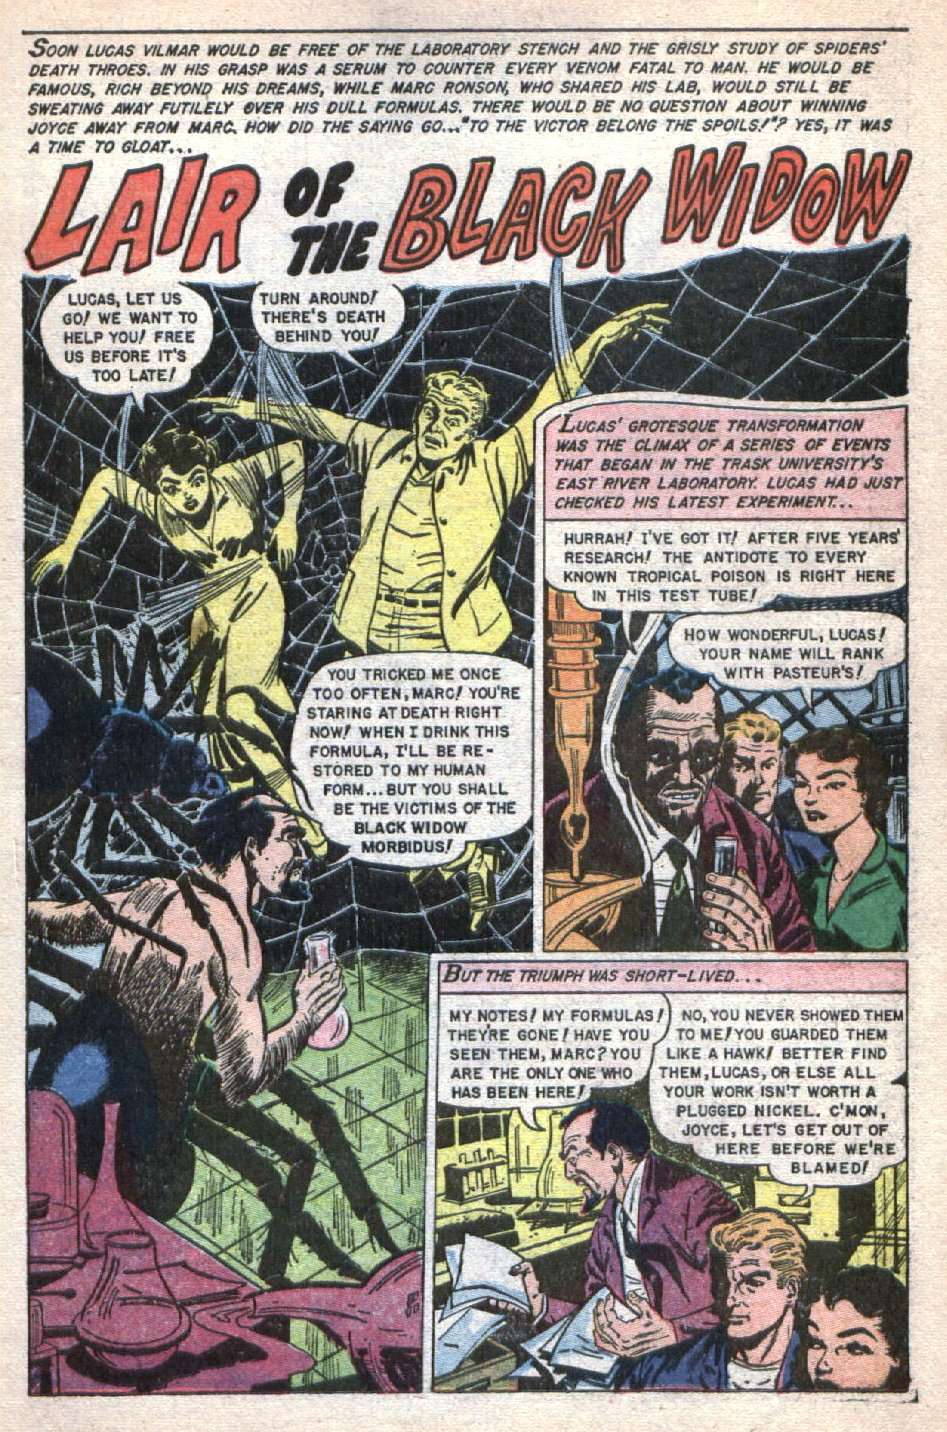 SOON LUCAS VILMAR WOULD BE FREE OF THE LABORATORY STENCH AND THE GRISLY STUDY OF SPIDERS'
DEATH THROES. IN HIS GRASP WAS A SERUM TO COUNTER EVERY VENOM FATAL TO MAN. HE WOULD BE
FAMOUS, RICH BEYOND HIS DREAMS, WHILE MARC RONSON, WHO SHARED HIS LAB, WOULD STILL BE
SWEATING AWAY FUTILELY OVER HIS DULL FORMULAS. THERE WOULD BE NO QUESTION ABOUT WINNING
JOYCE AWAY FROM MARC. HOW DID THE SAYING GO... "TO THE VICTOR BELONG THE SPOILS!"? YES, IT WAS
A TIME TO GLOAT...
LAIR OF THE BLACK WIDOW
LUCAS, LET US
GO! WE WANT TO
HELP YOU! FREE
US BEFORE IT'S
TOO LATE!
TURN AROUND!
THERE'S DEATH
BEHIND YOU!
YOU TRICKED ME ONCE
TOO OFTEN, MARC! YOU'RE
STARING AT DEATH RIGHT
NOW! WHEN I DRINK THIS
FORMULA, I'LL BE RE-
STORED TO MY HUMAN
FORM... BUT YOU SHALL
BE THE VICTIMS OF THE
BLACK WIDOW
MORBIDUS!
LUCAS' GROTESQUE TRANSFORMATION
WAS THE CLIMAX OF A SERIES OF EVENTS
THAT BEGAN IN THE TRASK UNIVERSITY'S
EAST RIVER LABORATORY. LUCAS HAD JUST
CHECKED HIS LATEST EXPERIMENT...
HURRAH! I'VE GOT IT! AFTER FIVE YEARS'
RESEARCH! THE ANTIDOTE TO EVERY
KNOWN TROPICAL POISON IS RIGHT HERE
IN THIS TEST TUBE!
HOW WONDERFUL, LUCAS!
YOUR NAME WILL RANK
WITH PASTEUR'S!
BUT THE TRIUMPH WAS SHORT-LIVED...
MY NOTES! MY FORMULAS!
THEY'RE GONE! HAVE YOU
SEEN THEM, MARC? YOU
ARE THE ONLY ONE WHO
HAS BEEN HERE!
NO, YOU NEVER SHOWED THEM
TO ME! YOU GUARDED THEM
LIKE A HAWK! BETTER FIND
THEM, LUCAS, OR ELSE ALL
YOUR WORK ISN'T WORTH A
PLUGGED NICKEL. C'MON,
JOYCE, LET'S GET OUT OF
HERE BEFORE WE'RE
BLAMED!